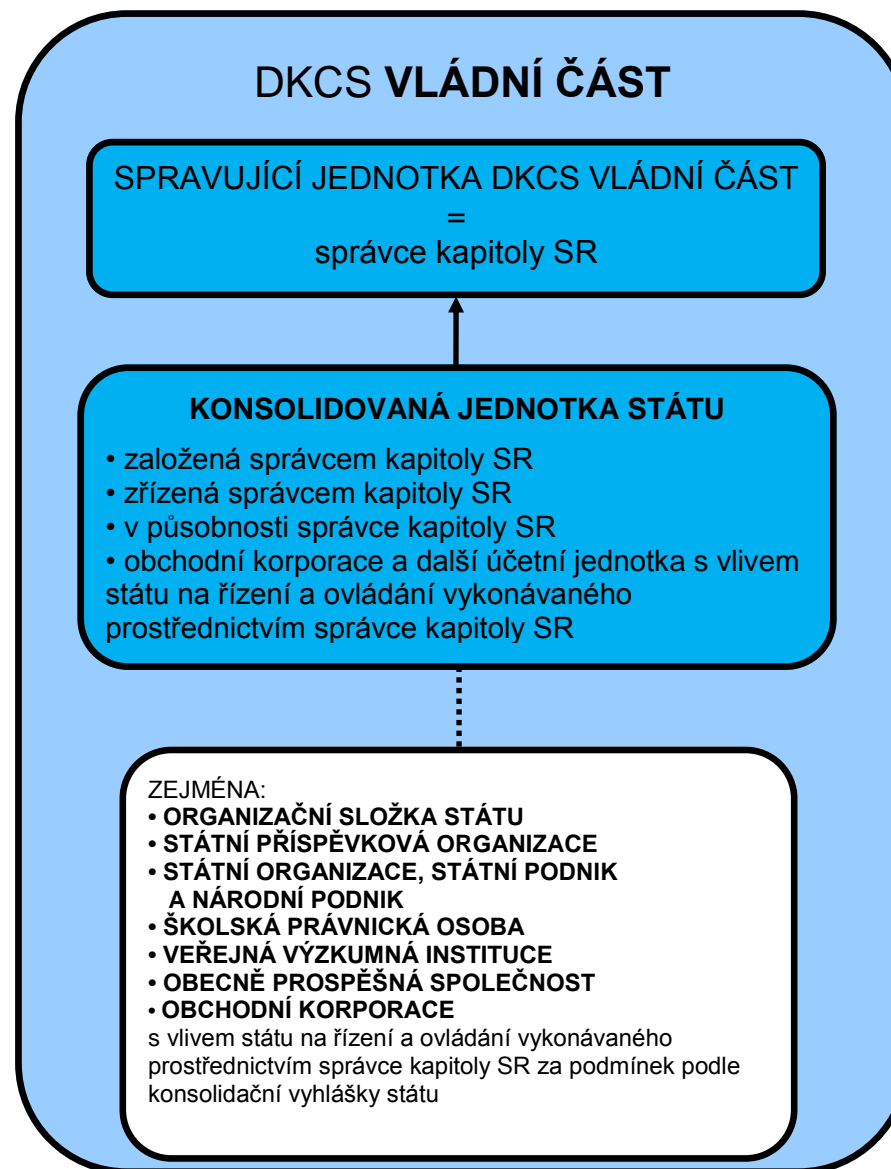 DKCS VLÁDNÍ ČÁST
SPRAVUJÍCÍ JEDNOTKA DKCS VLÁDNÍ ČÁST
=
správce kapitoly SR
KONSOLIDOVANÁ JEDNOTKA STÁTU
• založená správcem kapitoly SR
• zřízená správcem kapitoly SR
• v působnosti správce kapitoly SR
• obchodní korporace a další účetní jednotka s vlivem
státu na řízení a ovládání vykonávaného
prostřednictvím správce kapitoly SR
ZEJMÉNA:
• ORGANIZAČNÍ SLOŽKA STÁTU
• STÁTNÍ PŘÍSPĚVKOVÁ ORGANIZACE
• STÁTNÍ ORGANIZACE, STÁTNÍ PODNIK
A NÁRODNÍ PODNIK
• ŠKOLSKÁ PRÁVNICKÁ OSOBA
• VEŘEJNÁ VÝZKUMNÁ INSTITUCE
• OBECNĚ PROSPĚŠNÁ SPOLEČNOST
• OBCHODNÍ KORPORACE
s vlivem státu na řízení a ovládání vykonávaného
prostřednictvím správce kapitoly SR za podmínek podle
konsolidační vyhlášky státu